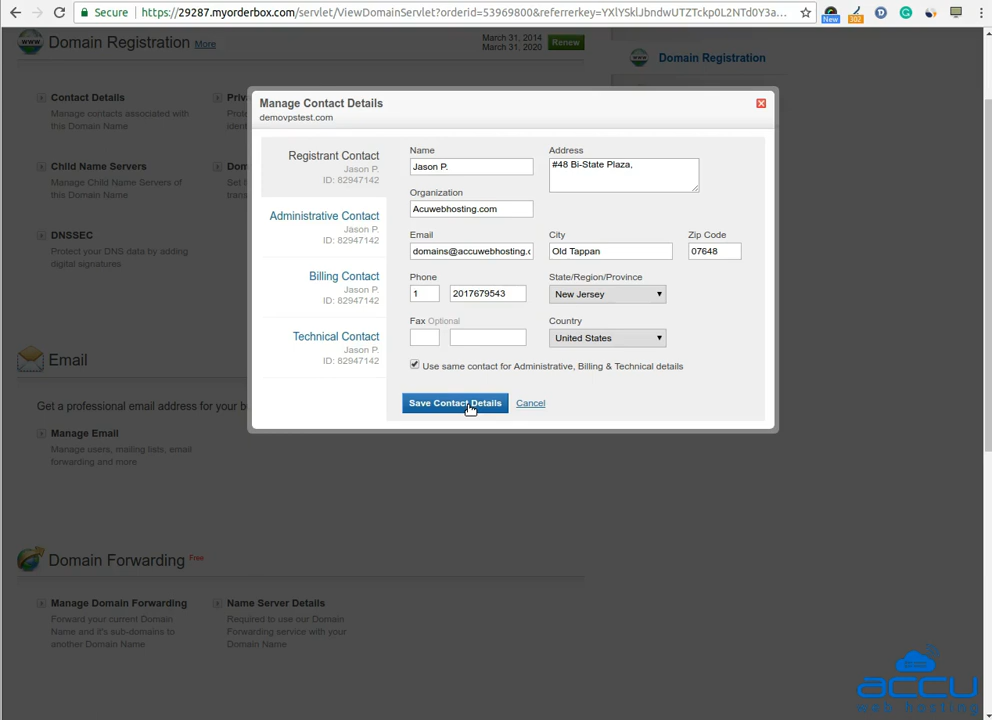 Secure https://29287.myorderbox.com/servlet/ViewDomainServlet?orderid=53969800&referrerkey=YXlYSklJbndwUTZTckp0L2NTd0Y3a...
New 302
WWW Domain Registration More
March 31, 2014
March 31, 2020
Renew
Domain Registration
Contact Details
Manage contacts associated with
this Domain Name
Child Name Servers
Manage Child Name Servers of
this Domain Name
DNSSEC
Protect your DNS data by adding
digital signatures
Manage Contact Details
demovpstest.com
Registrant Contact
Jason P.
ID: 82947142
Administrative Contact
Jason P.
ID: 82947142
Billing Contact
Jason P.
ID: 82947142
Technical Contact
Jason P.
ID: 82947142
Name
Jason P.
Address
#48 Bi-State Plaza,
Organization
Acuwebhosting.com
Email
domains@accuwebhosting.c
City
Old Tappan
Zip Code
07648
Phone
1 2017679543
State/Region/Province
New Jersey
Fax Optional
Country
United States
Use same contact for Administrative, Billing & Technical details
Save Contact Details Cancel
Email
Get a professional email address for your
Manage Email
Manage users, mailing lists, email
forwarding and more
Domain Forwarding Free
Manage Domain Forwarding
Forward your current Domain
Name and it's sub-domains to
another Domain Name
Name Server Details
Required to use our Domain
Forwarding service with your
Domain Name
accu
web hosting